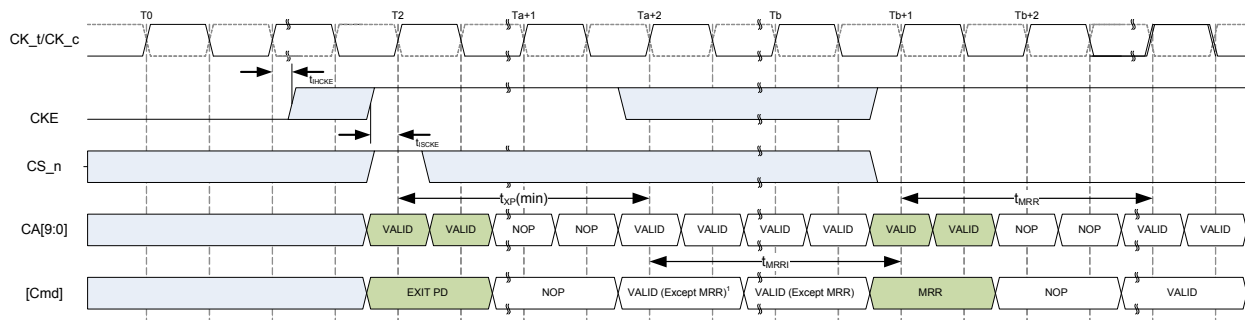 T0 T2 Ta+1 Ta+2 Tb Tb+1 Tb+2
CK_t/CK_c
tIHCKE
CKE
tISCKE
CS_n
tXP(min) tMRR
CA[9:0] VALID VALID NOP NOP VALID VALID VALID VALID VALID VALID NOP NOP VALID VALID
tMRRI
[Cmd] EXIT PD NOP VALID (Except MRR)¹ VALID (Except MRR) MRR NOP VALID